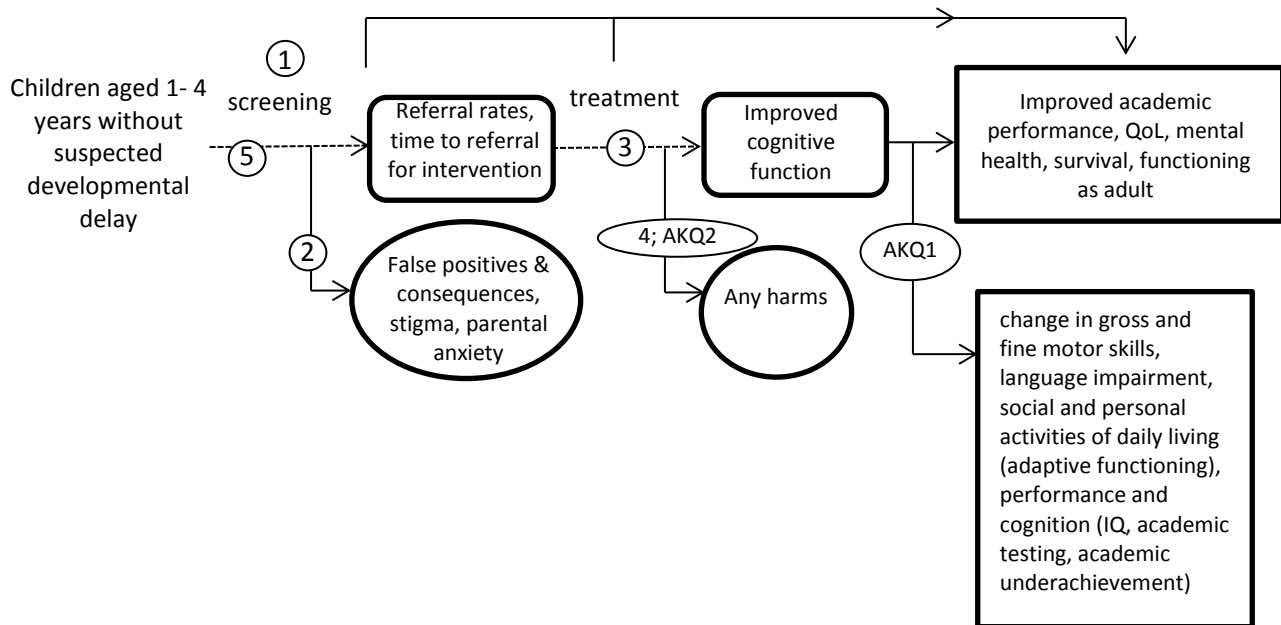 Children aged 1- 4
years without
suspected
developmental
delay
1
screening
5
2
Referral rates,
time to referral
for intervention
False positives &
consequences,
stigma, parental
anxiety
treatment
3
4; AKQ2
Any harms
Improved
cognitive
function
AKQ1
Improved academic
performance, QoL, mental
health, survival, functioning
as adult
change in gross and
fine motor skills,
language impairment,
social and personal
activities of daily living
(adaptive functioning),
performance and
cognition (IQ, academic
testing, academic
underachievement)